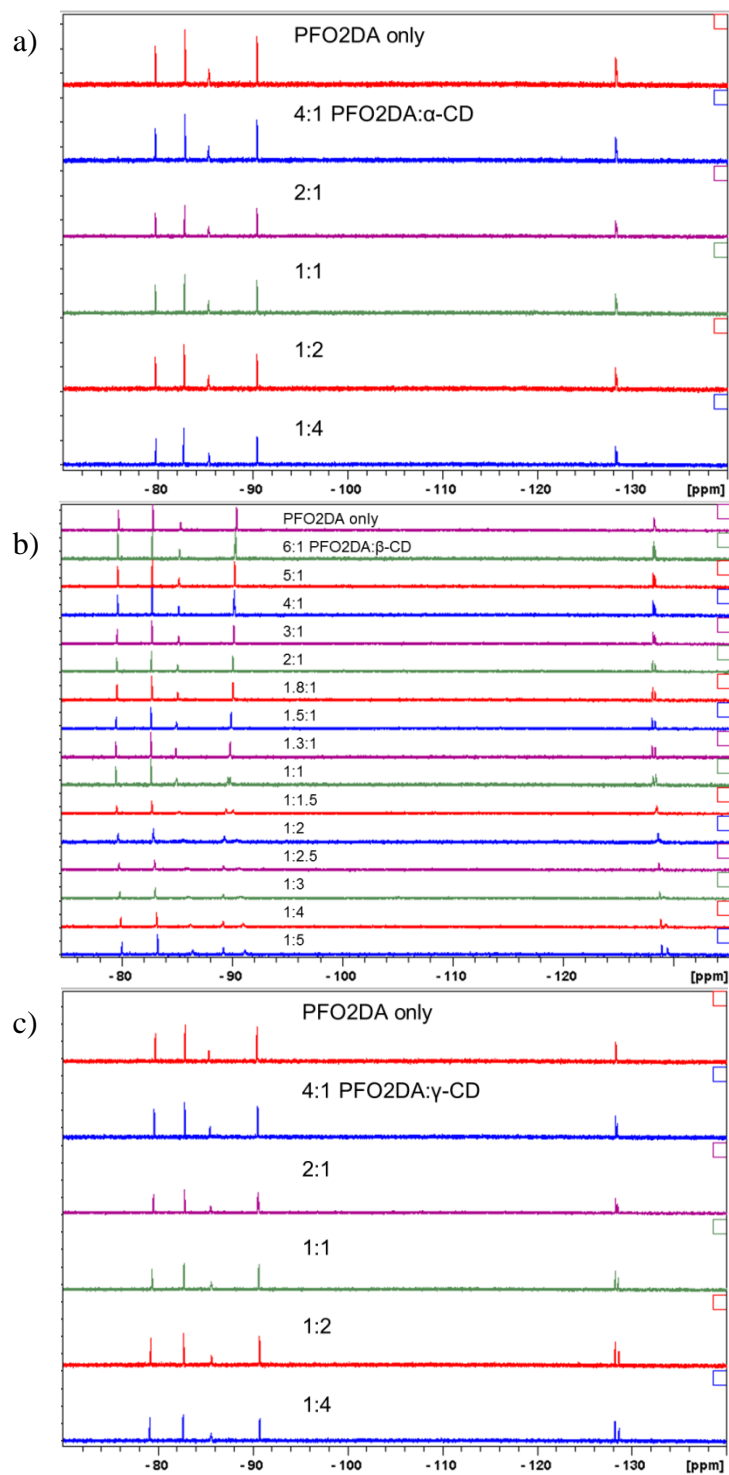 a)
PFO2DA only
4:1 PFO2DA:α-CD
2:1
1:1
1:2
1:4
-80 -90 -100 -110 -120 -130 [ppm]
b)
PFO2DA only
6:1 PFO2DA:β-CD
5:1
4:1
3:1
2:1
1.8:1
1.5:1
1.3:1
1:1
1:1.5
1:2
1:2.5
1:3
1:4
1:5
-80 -90 -100 -110 -120 [ppm]
c)
PFO2DA only
4:1 PFO2DA:γ-CD
2:1
1:1
1:2
1:4
-80 -90 -100 -110 -120 -130 [ppm]